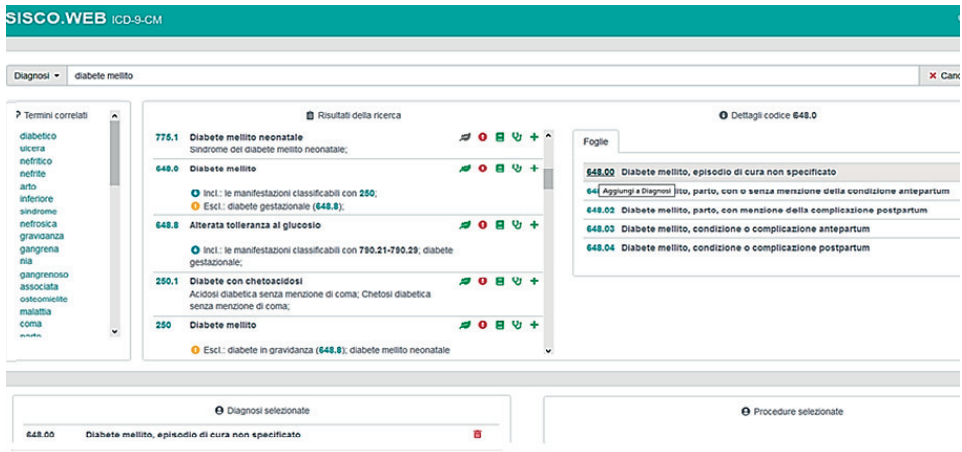 SISCO.WEB ICD-9-CM
Diagnosi
diabete mellito
Termini correlati
diabetico
ulcera
nefritico
nefrite
arto
inferiore
sindrome
nefrosica
gravidanza
gangrena
nia
gangrenoso
associata
osteomielite
malattia
coma
Risultati della ricerca
775.1 Diabete mellito neonatale
Sindrome del diabete mellito neonatale;
648.0 Diabete mellito
Incl.: le manifestazioni classificabili con 250;
Escl.: diabete gestazionale (648.8);
648.8 Alterata tolleranza al glucosio
Incl.: le manifestazioni classificabili con 790.21-790.29; diabete
gestazionale;
250.1 Diabete con chetoacidosi
Acidosi diabetica senza menzione di coma; Chetosi diabetica
senza menzione di coma;
250 Diabete mellito
Escl.: diabete in gravidanza (648.8); diabete mellito neonatale
Dettagli codice 648.0
Foglie
648.00 Diabete mellito, episodio di cura non specificato
Aggiungi a Diagnosi
parto, con o senza menzione della condizione antepartum
648.02 Diabete mellito, parto, con menzione della complicazione postpartum
648.03 Diabete mellito, condizione o complicazione antepartum
648.04 Diabete mellito, condizione o complicazione postpartum
Diagnosi selezionate
648.00 Diabete mellito, episodio di cura non specificato
Procedure selezionate